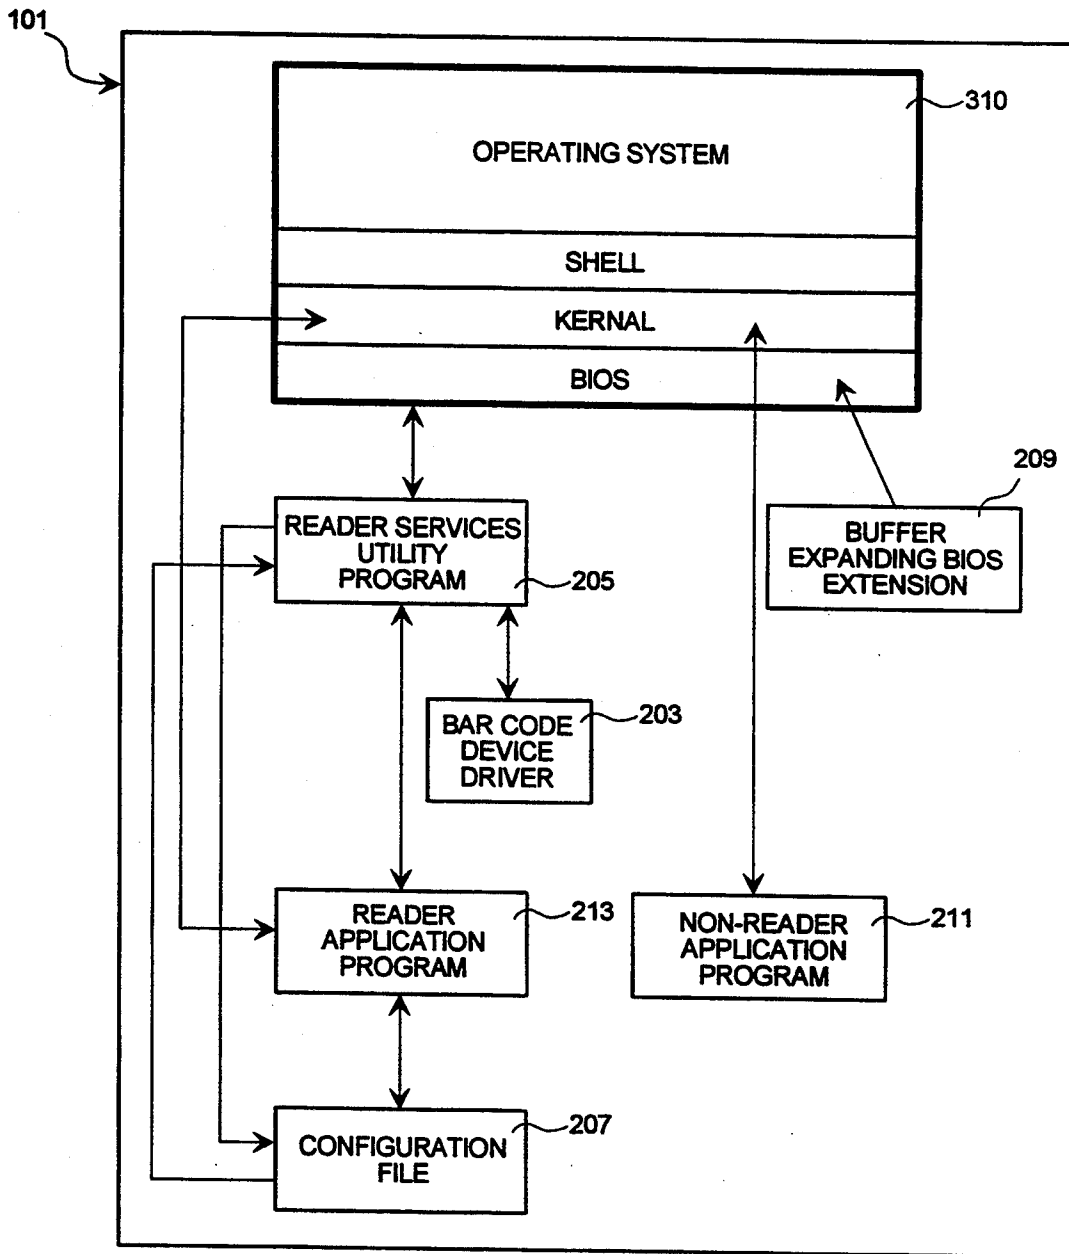 101
310
OPERATING SYSTEM
SHELL
KERNAL
BIOS
209
READER SERVICES
UTILITY
PROGRAM
205
BUFFER
EXPANDING BIOS
EXTENSION
BAR CODE
DEVICE
DRIVER
203
READER
APPLICATION
PROGRAM
213
NON-READER
APPLICATION
PROGRAM
211
CONFIGURATION
FILE
207